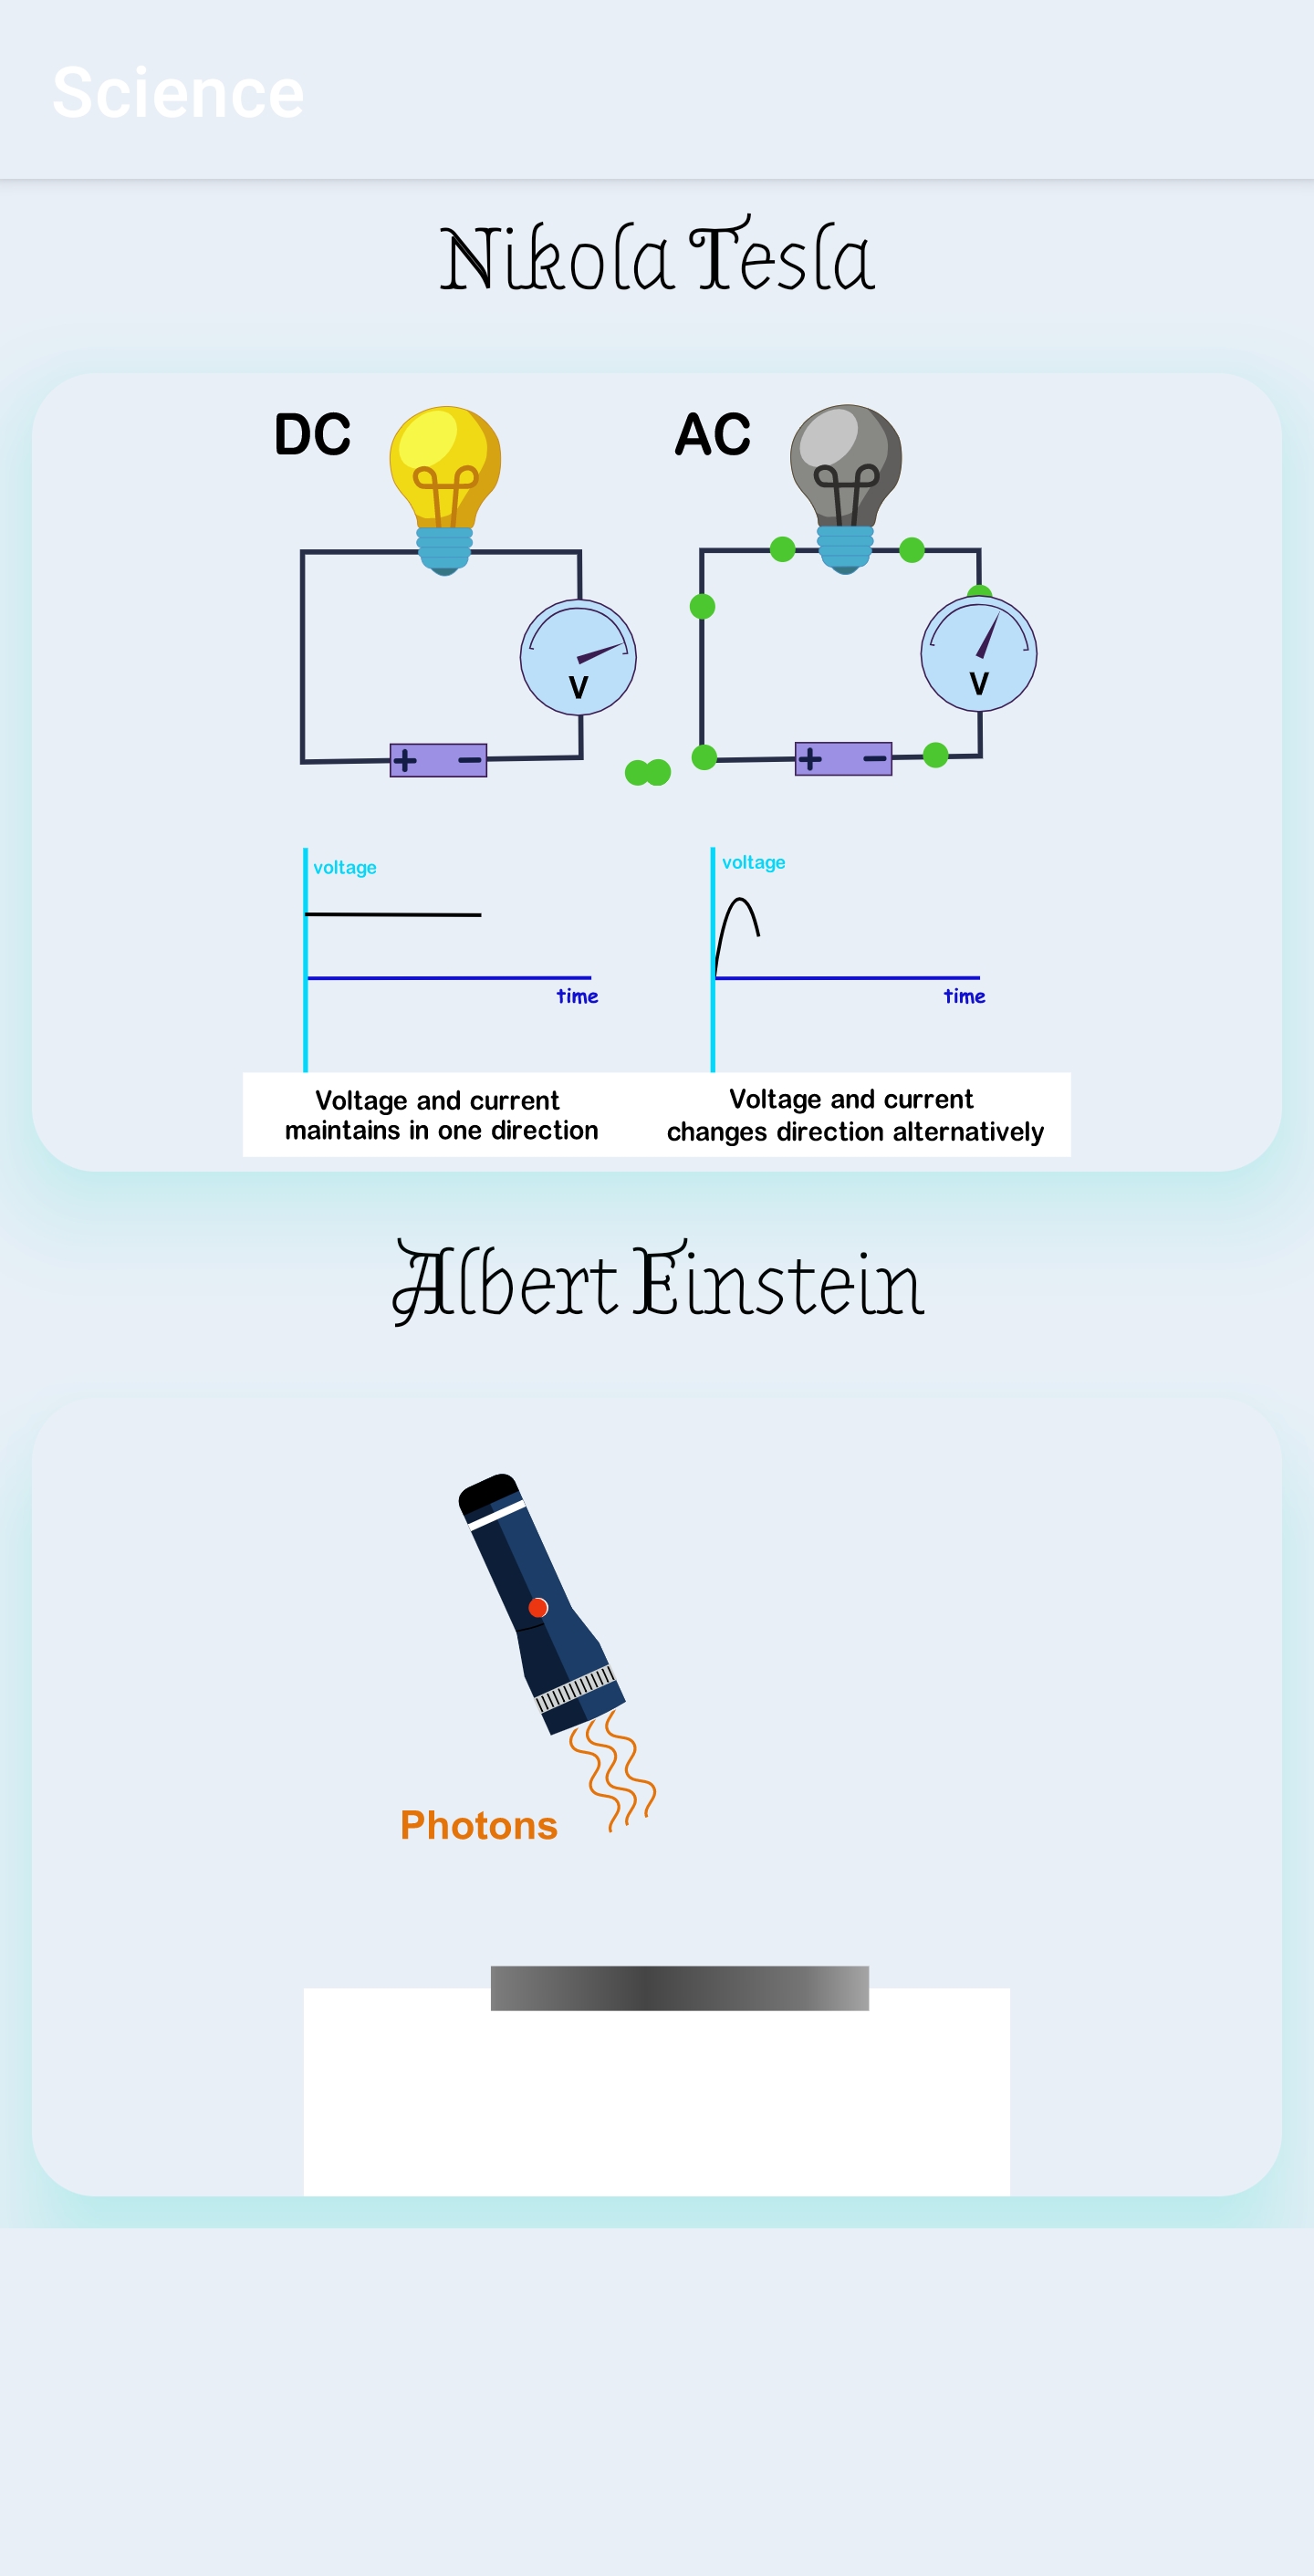 Science
Nikola Tesla
DC
AC
V
V
+ −
+ −
voltage
voltage
time
time
Voltage and current
maintains in one direction
Voltage and current
changes direction alternatively
Albert Einstein
Photons